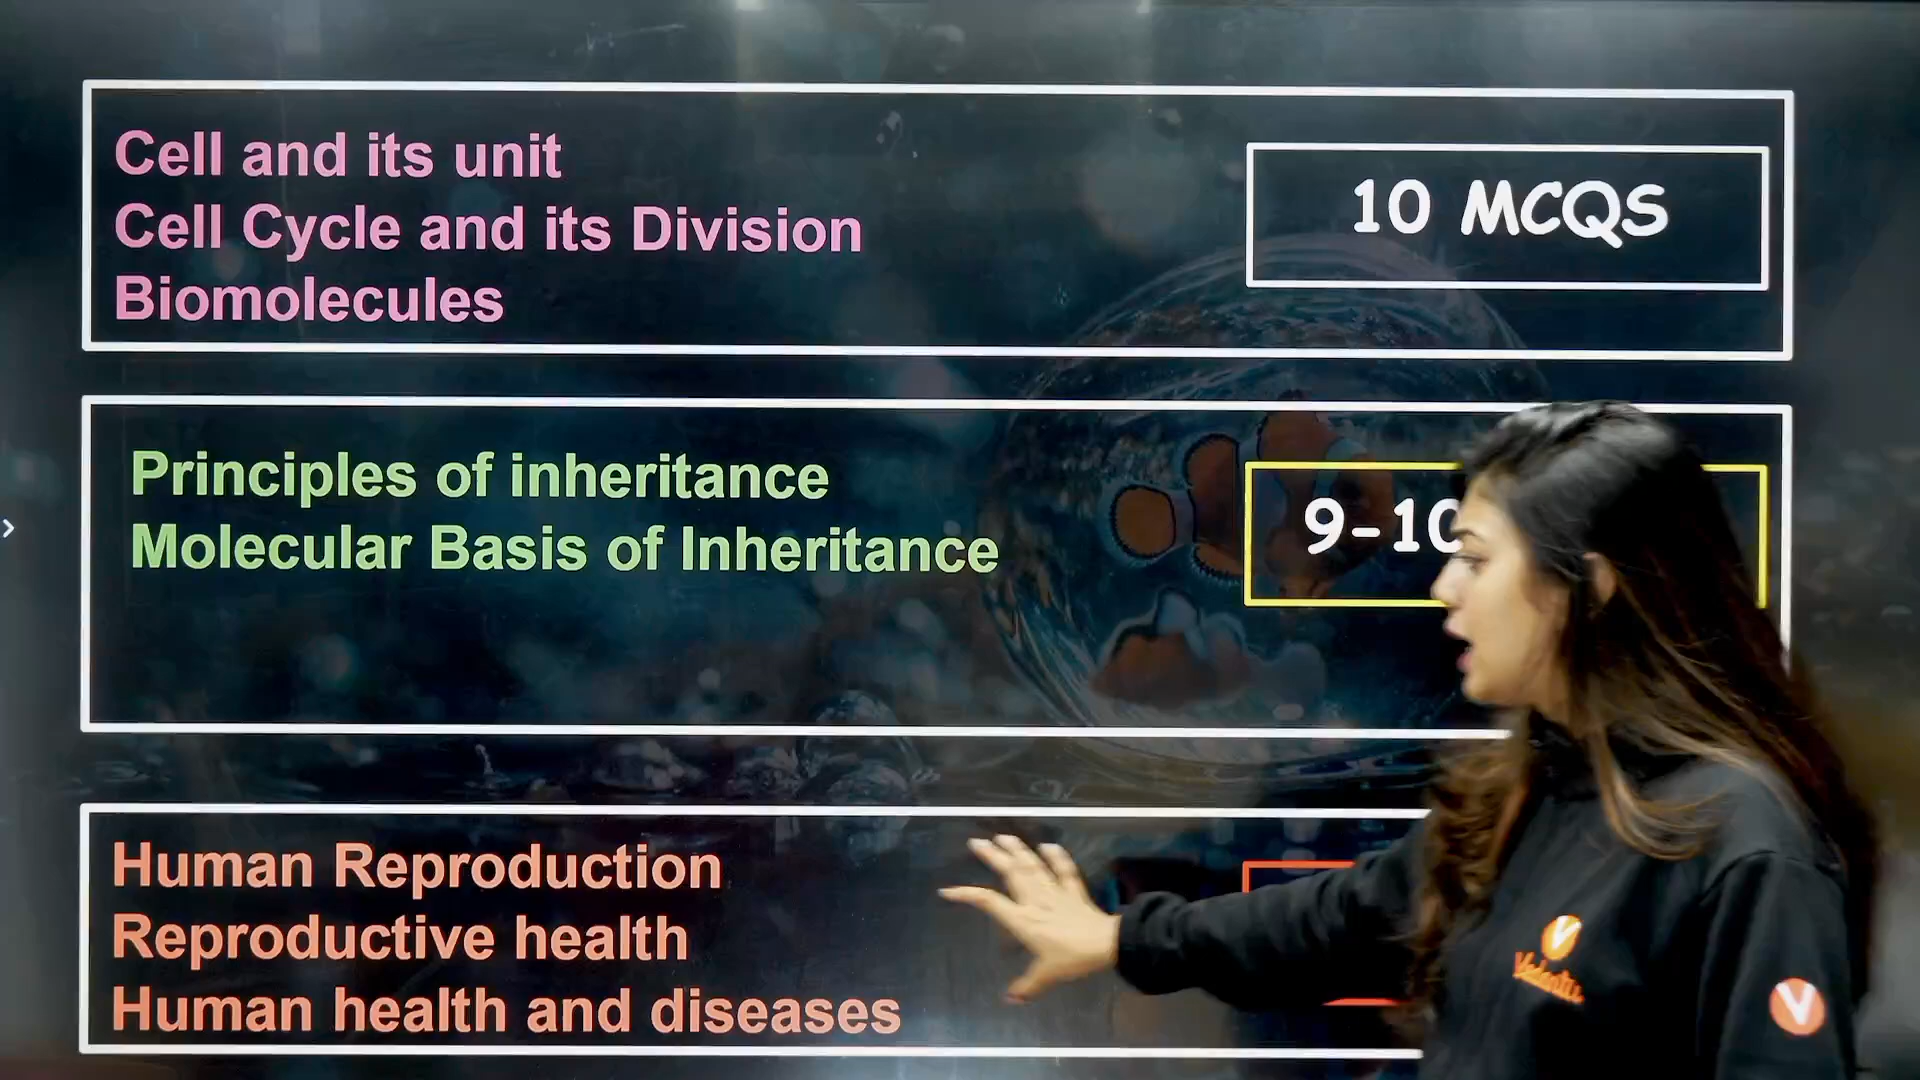 Cell and its unit
Cell Cycle and its Division
Biomolecules
10 MCQS
Principles of inheritance
Molecular Basis of Inheritance
9-10
Human Reproduction
Reproductive health
Human health and diseases
Vedantu